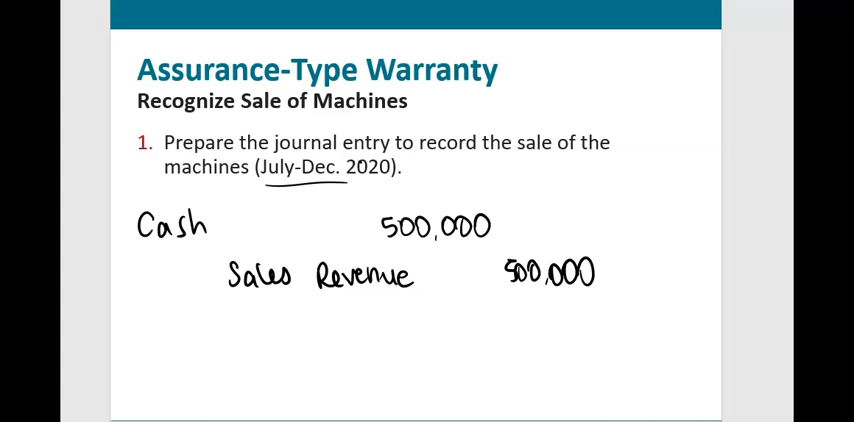 Assurance-Type Warranty
Recognize Sale of Machines
1. Prepare the journal entry to record the sale of the
machines (July-Dec. 2020).
Cash 500,000
Sales Revenue 500,000